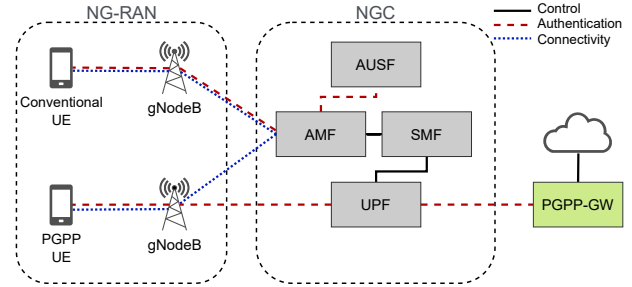 NG-RAN
NGC
Control
Authentication
Connectivity
Conventional
UE
gNodeB
AUSF
AMF
SMF
PGPP
UE
gNodeB
UPF
PGPP-GW